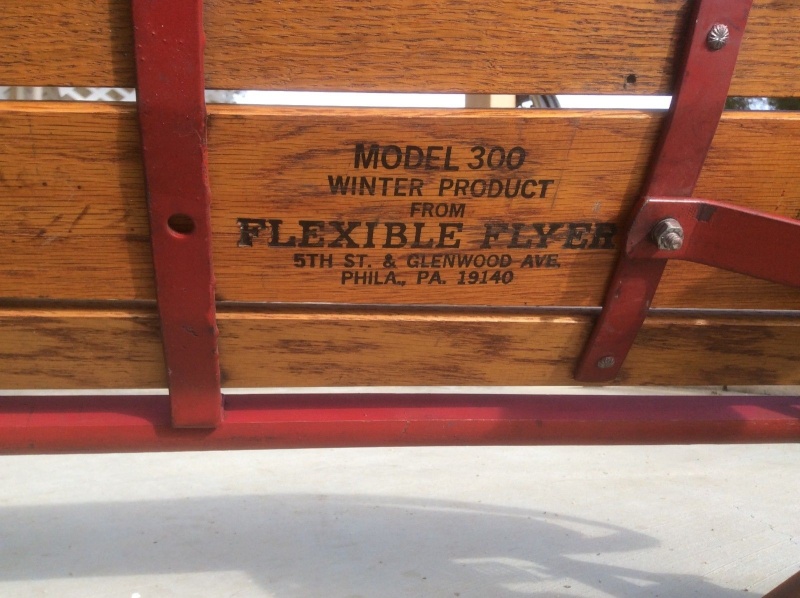 MODEL 300
WINTER PRODUCT
FROM
FLEXIBLE FLYER
5TH ST. & GLENWOOD AVE.
PHILA., PA. 19140